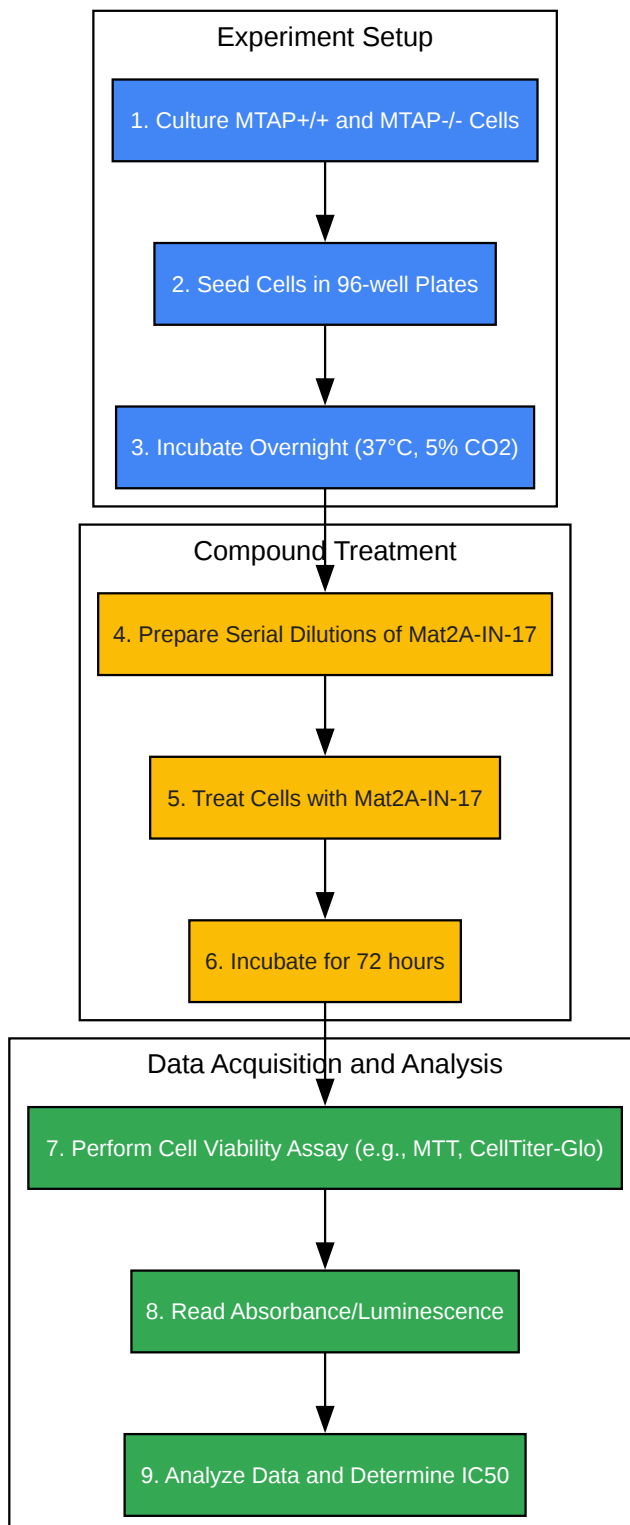 Experiment Setup
1. Culture MTAP+/+ and MTAP-/- Cells
2. Seed Cells in 96-well Plates
3. Incubate Overnight (37°C, 5% CO2)
Compound Treatment
4. Prepare Serial Dilutions of Mat2A-IN-17
5. Treat Cells with Mat2A-IN-17
6. Incubate for 72 hours
Data Acquisition and Analysis
7. Perform Cell Viability Assay (e.g., MTT, CellTiter-Glo)
8. Read Absorbance/Luminescence
9. Analyze Data and Determine IC50